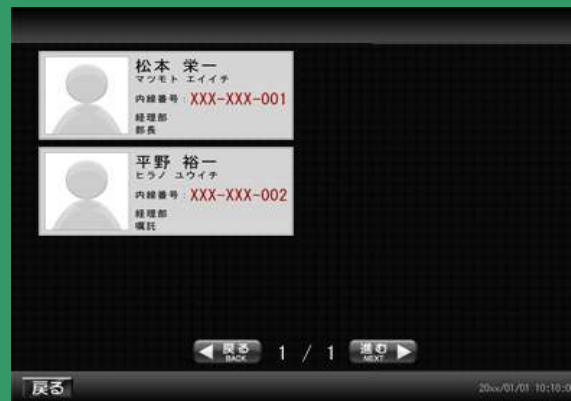 松本 栄一
マツモト エイイチ
内線番号：XXX-XXX-001
経理部
部長
平野 裕一
ヒラノ ユウイチ
内線番号：XXX-XXX-002
経理部
嘱託
戻る
BACK
1 / 1
進む
NEXT
戻る
20xx/01/01 10:10:0